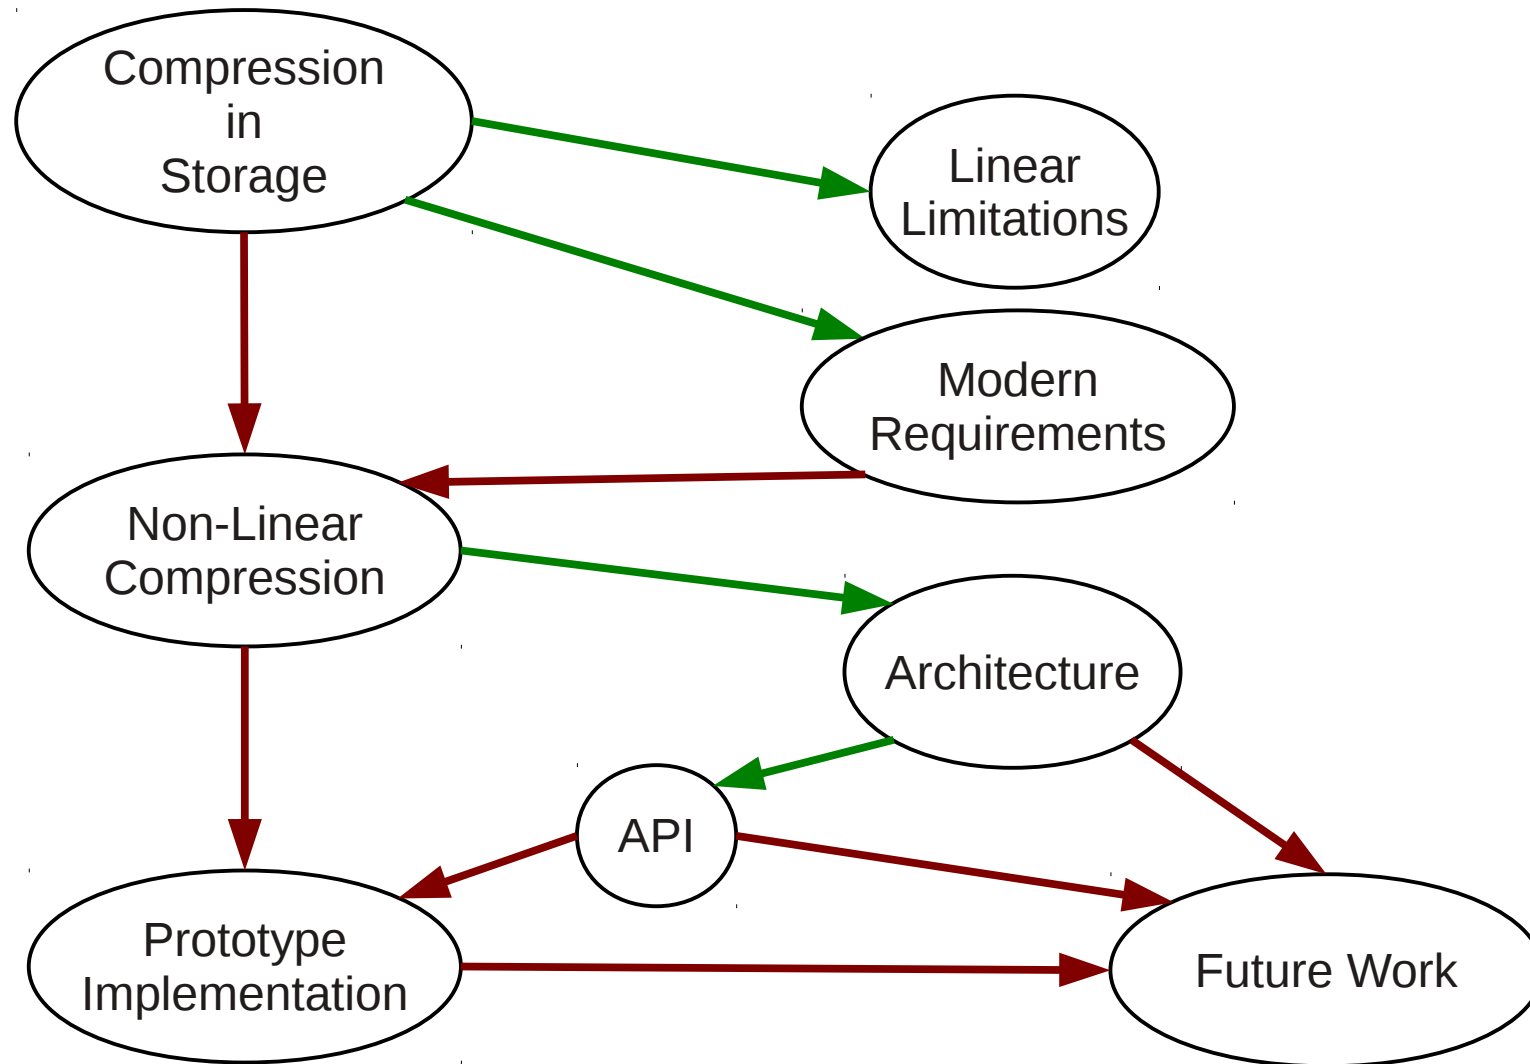 Compression
in
Storage
Linear
Limitations
Modern
Requirements
Non-Linear
Compression
Architecture
API
Prototype
Implementation
Future Work